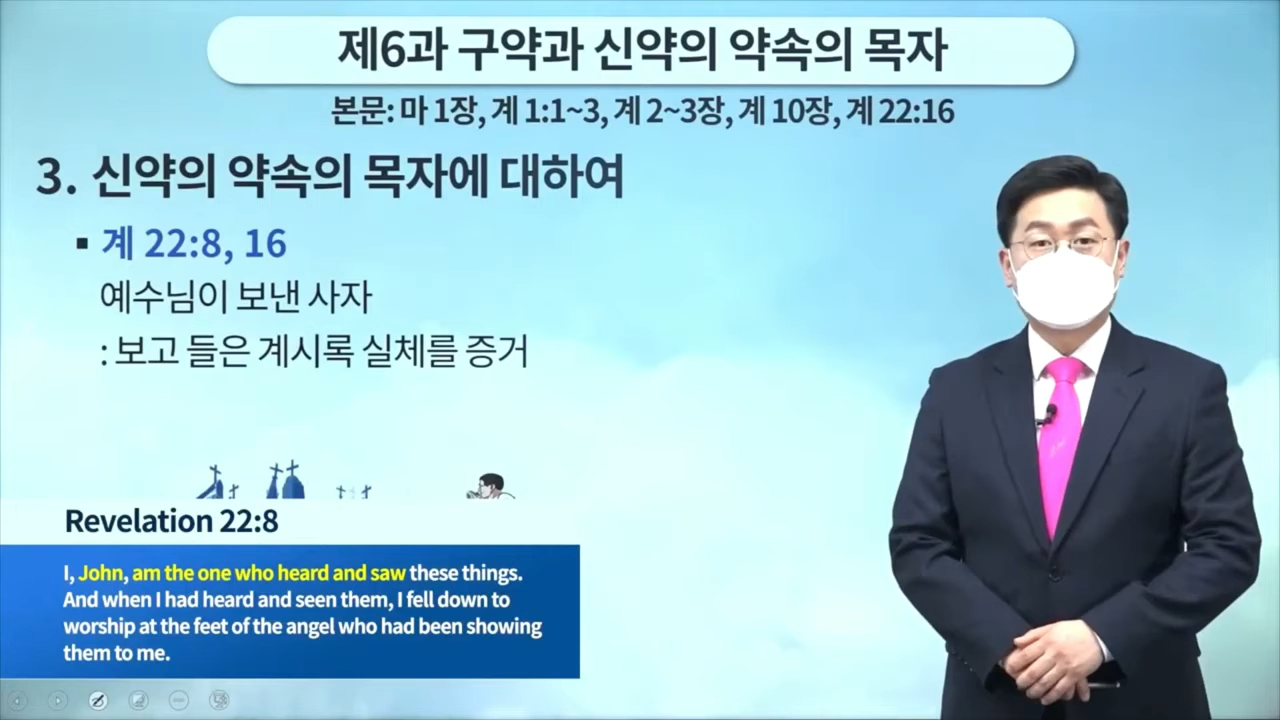 제6과 구약과 신약의 약속의 목자
본문: 마 1장, 계 1:1~3, 계 2~3장, 계 10장, 계 22:16
3. 신약의 약속의 목자에 대하여
▪ 계 22:8, 16
예수님이 보낸 사자
: 보고 들은 계시록 실체를 증거
Revelation 22:8
I, John, am the one who heard and saw these things.
And when I had heard and seen them, I fell down to
worship at the feet of the angel who had been showing
them to me.